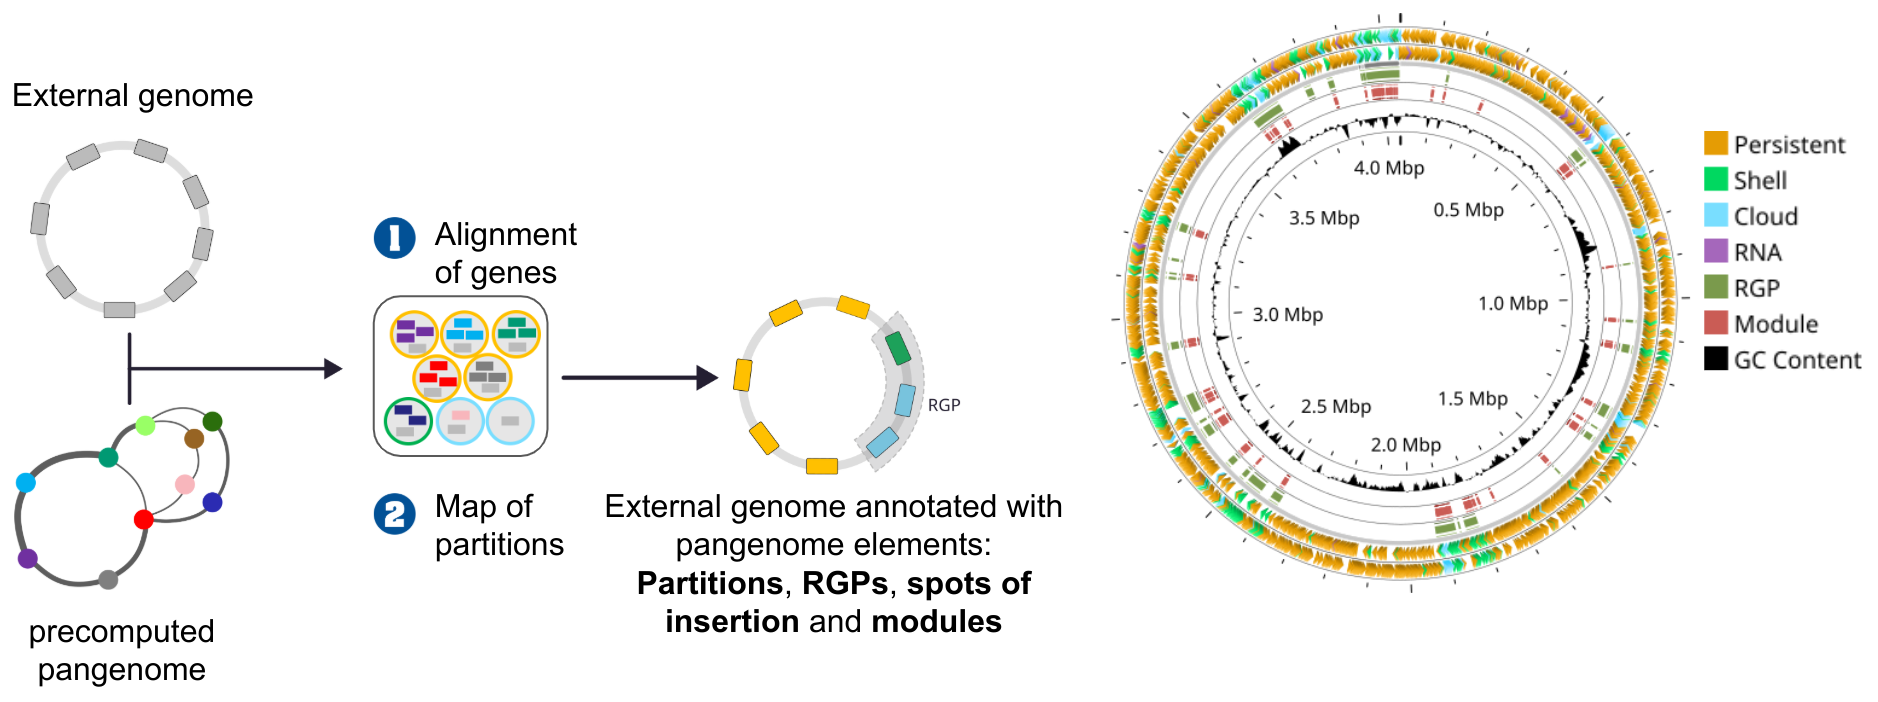 External genome
precomputed
pangenome
1
Alignment
of genes
2
Map of
partitions
RGP
External genome annotated with
pangenome elements:
Partitions, RGPs, spots of
insertion and modules
4.0 Mbp
0.5 Mbp
1.0 Mbp
1.5 Mbp
2.0 Mbp
2.5 Mbp
3.0 Mbp
3.5 Mbp
Persistent
Shell
Cloud
RNA
RGP
Module
GC Content